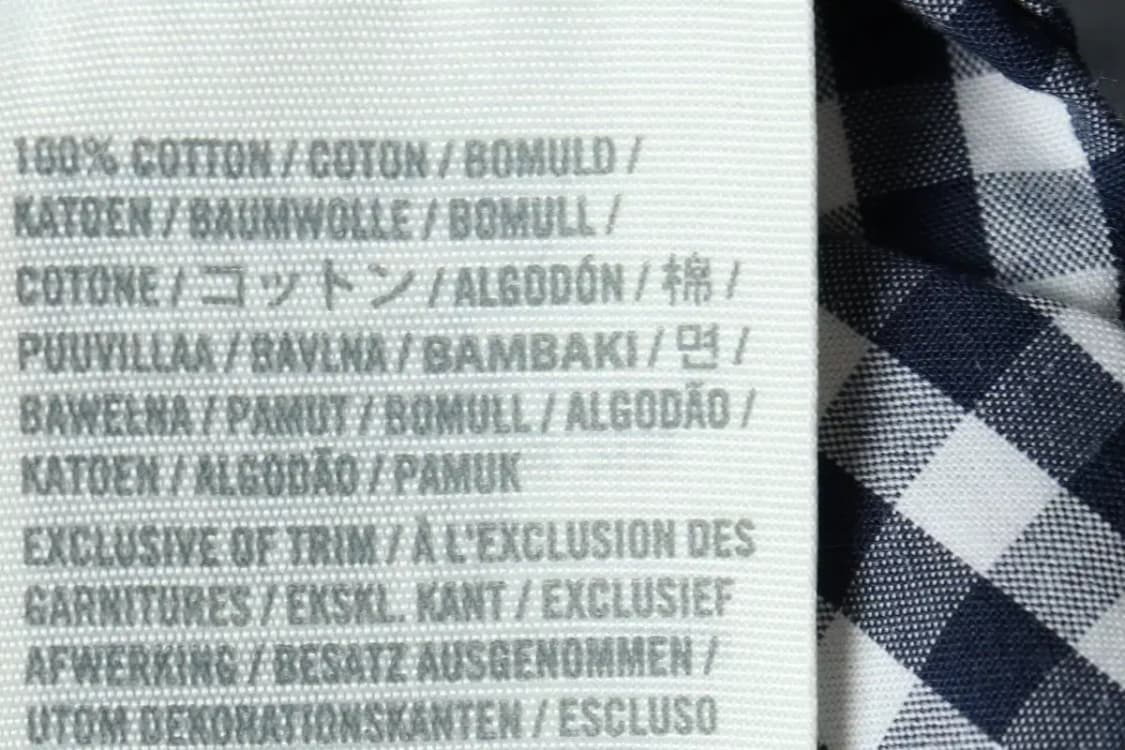 100% COTTON / COTON / BOMULD /
KATOEN / BAUMWOLLE / BOMULL /
COTONE / コットン / ALGODÓN / 棉 /
PUUVILLAA / BAVLNA / BAMBAKI / 면 /
BAWEŁNA / PAMUT / BOMULL / ALGODÃO /
KATOEN / ALGODÃO / PAMUK
EXCLUSIVE OF TRIM / À L'EXCLUSION DES
GARNITURES / EKSKL. KANT / EXCLUSIEF
AFWERKING / BESATZ AUSGENOMMEN /
UTOM DEKORATIONSKANTEN / ESCLUSO